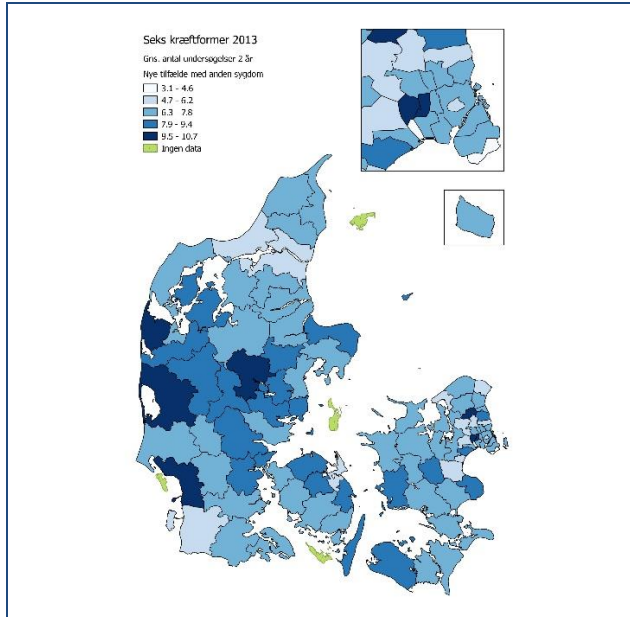 Seks kræftformer 2013
Gns. antal undersøgelser 2 år
Nye tilfælde med anden sygdom
3.1 - 4.6
4.7 - 6.2
6.3 - 7.8
7.9 - 9.4
9.5 - 10.7
Ingen data